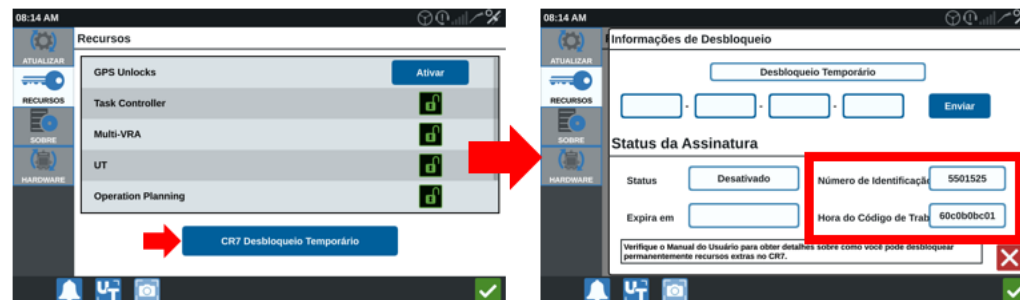 08:14 AM
Recursos
ATUALIZAR
GPS Unlocks
Ativar
RECURSOS
Task Controller
Multi-VRA
SOBRE
UT
HARDWARE
Operation Planning
CR7 Desbloqueio Temporário
UT
08:14 AM
Informações de Desbloqueio
ATUALIZAR
Desbloqueio Temporário
RECURSOS
- - -
Enviar
SOBRE
Status da Assinatura
HARDWARE
Status
Desativado
Número de Identificação
5501525
Expira em
Hora do Código de Trab
60c0b0bc01
Verifique o Manual do Usuário para obter detalhes sobre como você pode desbloquear
permanentemente recursos extras no CR7.
UT